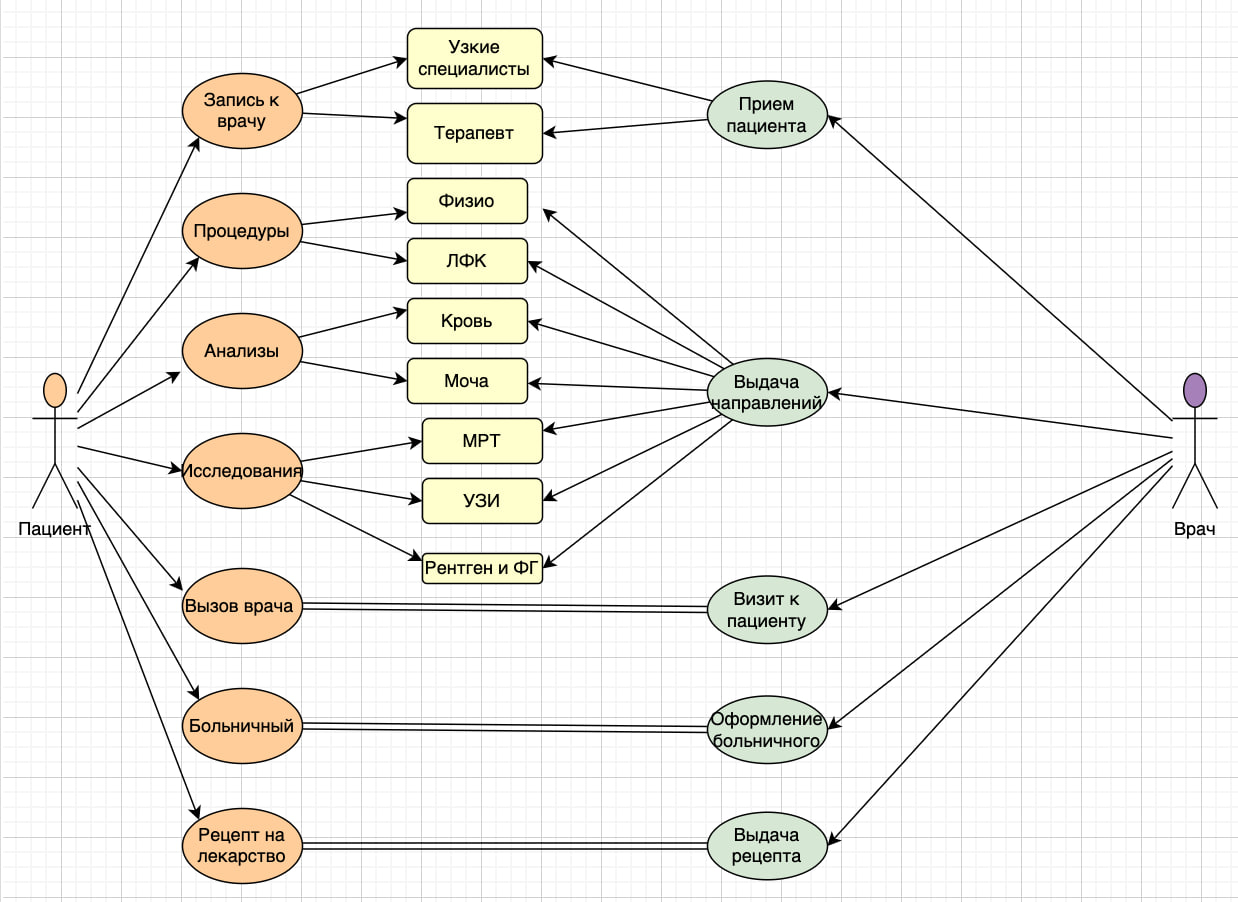 Узкие
специалисты
Запись к
врачу
Прием
пациента
Терапевт
Физио
Процедуры
ЛФК
Кровь
Анализы
Моча
Выдача
направлений
МРТ
Исследования
УЗИ
Пациент
Врач
Рентген и ФГ
Вызов врача
Визит к
пациенту
Больничный
Оформление
больничного
Рецепт на
лекарство
Выдача
рецепта